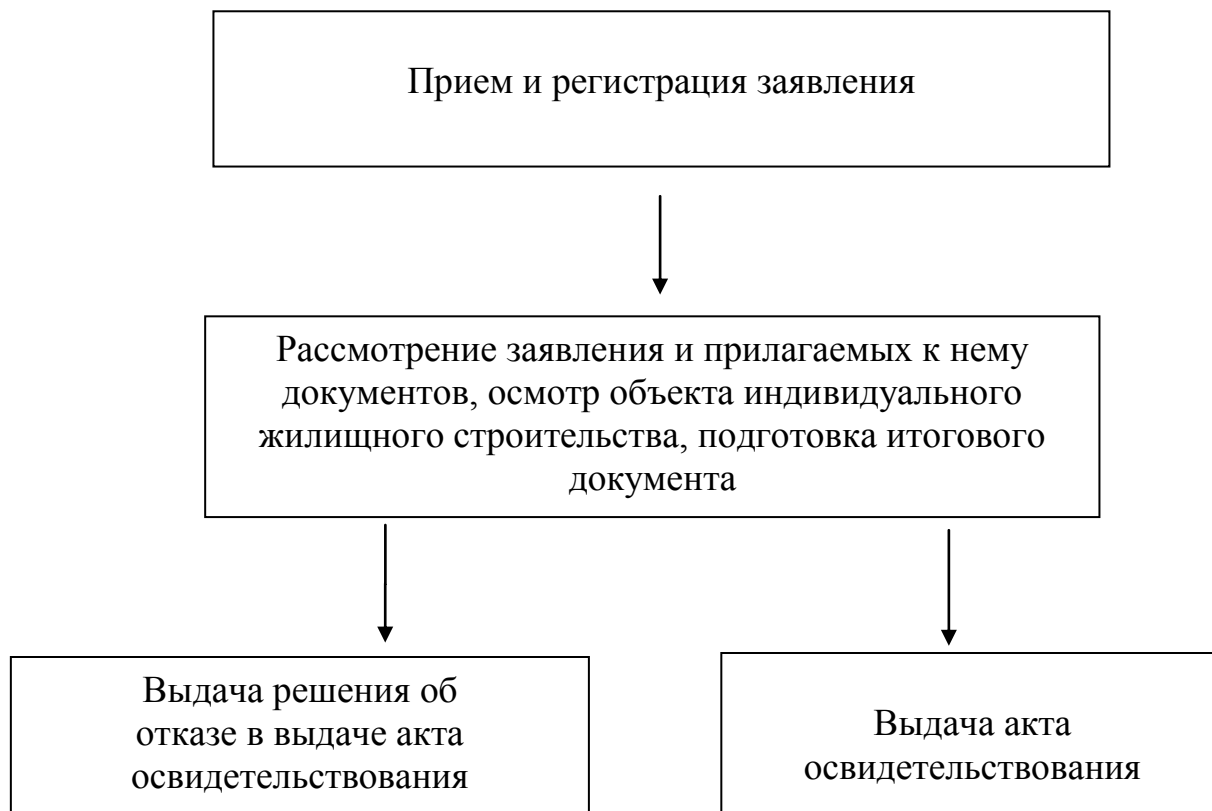 Прием и регистрация заявления
Рассмотрение заявления и прилагаемых к нему
документов, осмотр объекта индивидуального
жилищного строительства, подготовка итогового
документа
Выдача решения об
отказе в выдаче акта
освидетельствования
Выдача акта
освидетельствования